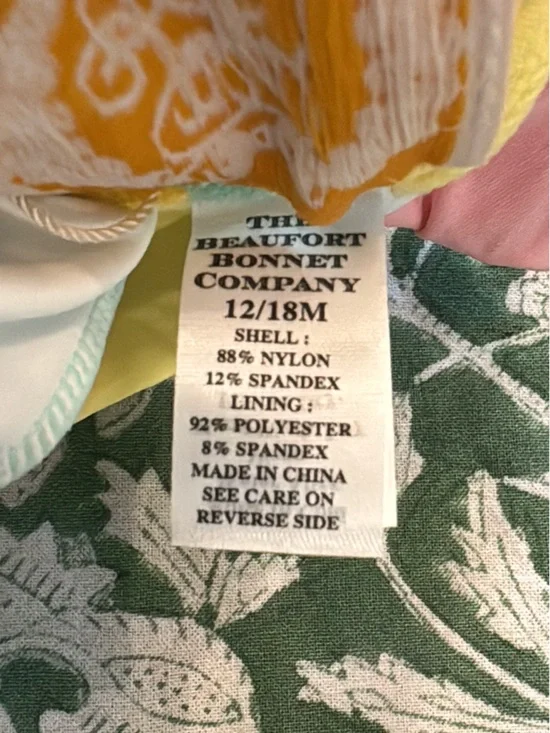 THE
BEAUFORT
BONNET
COMPANY
12/18M
SHELL :
88% NYLON
12% SPANDEX
LINING :
92% POLYESTER
8% SPANDEX
MADE IN CHINA
SEE CARE ON
REVERSE SIDE